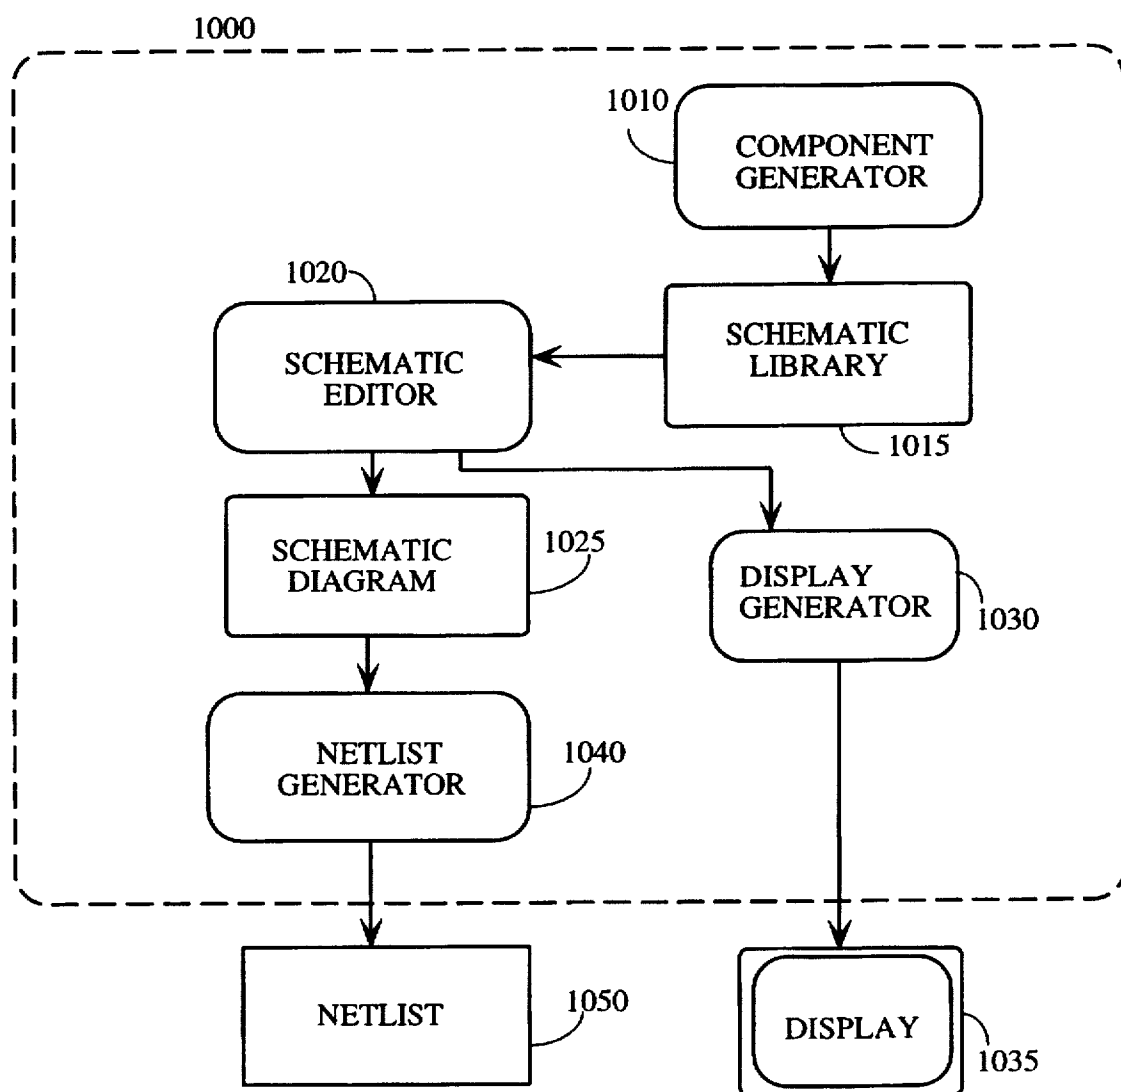 1000
1010
COMPONENT
GENERATOR
1020
SCHEMATIC
LIBRARY
SCHEMATIC
EDITOR
1015
1025
SCHEMATIC
DIAGRAM
DISPLAY
GENERATOR
1030
NETLIST
GENERATOR
1040
NETLIST
1050
DISPLAY
1035